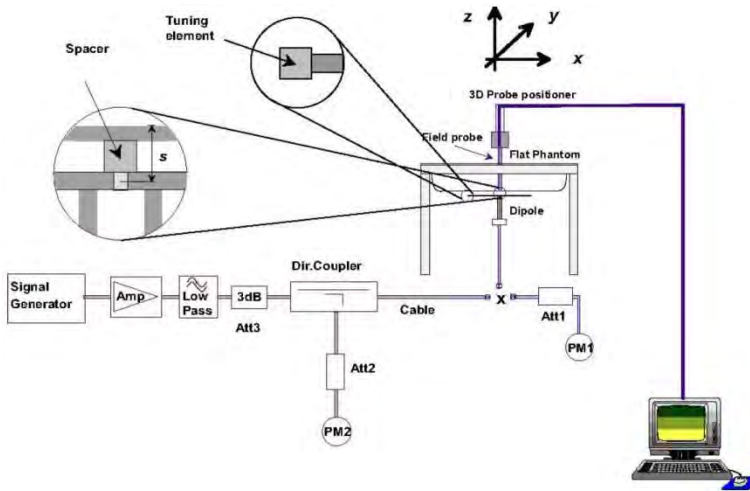 Tuning
element
Spacer
z
y
x
3D Probe positioner
Field probe
Flat Phantom
s
Dipole
Dir.Coupler
Signal
Generator
Amp
Low
Pass
3dB
Att3
Cable
x
Att1
PM1
Att2
PM2